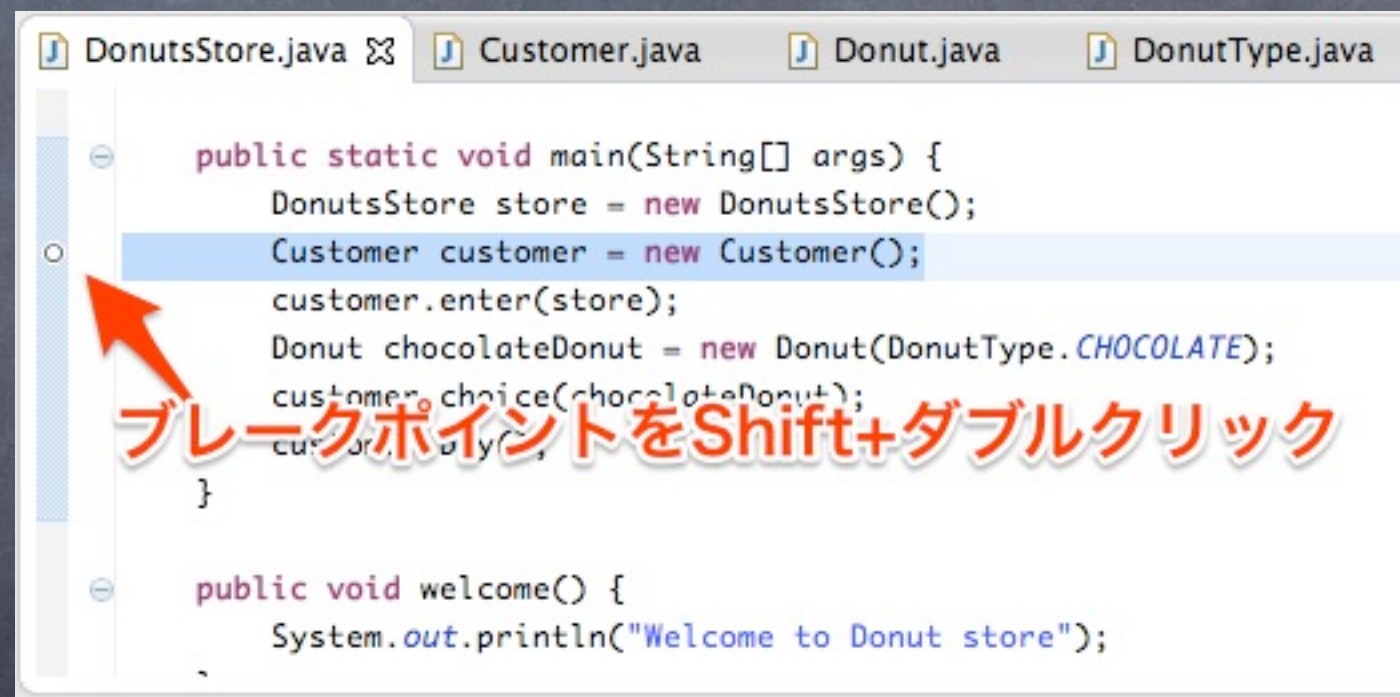 DonutsStore.java Customer.java Donut.java DonutType.java
public static void main(String[] args) {
DonutsStore store = new DonutsStore();
Customer customer = new Customer();
customer.enter(store);
Donut chocolateDonut = new Donut(DonutType.CHOCOLATE);
customer.choice(chocolateDonut);
ブレークポイントをShift+ダブルクリック
}
public void welcome() {
System.out.println("Welcome to Donut store");